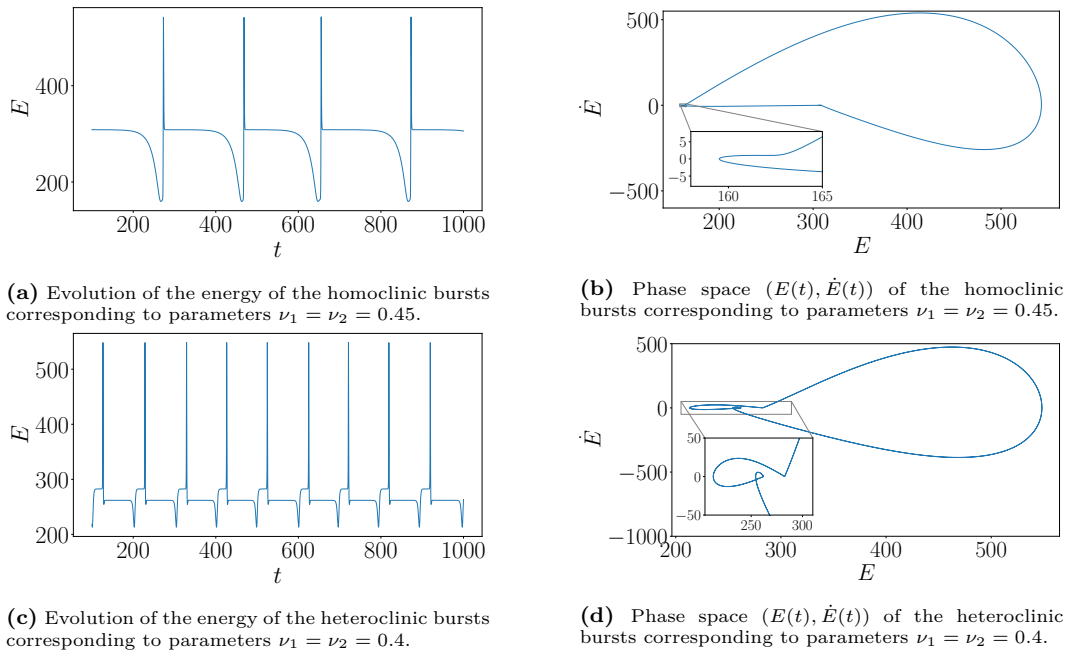 400
200
E
200
400
600
800
1000
t
500
0
−500
Ė
5
0
−5
160
165
200
300
400
500
E
(a) Evolution of the energy of the homoclinic bursts
corresponding to parameters ν₁ = ν₂ = 0.45.
(b) Phase space (E(t), Ė(t)) of the homoclinic
bursts corresponding to parameters ν₁ = ν₂ = 0.45.
500
400
300
200
E
200
400
600
800
1000
t
500
0
−500
−1000
Ė
50
0
−50
250
300
200
300
400
500
E
(c) Evolution of the energy of the heteroclinic bursts
corresponding to parameters ν₁ = ν₂ = 0.4.
(d) Phase space (E(t), Ė(t)) of the heteroclinic
bursts corresponding to parameters ν₁ = ν₂ = 0.4.